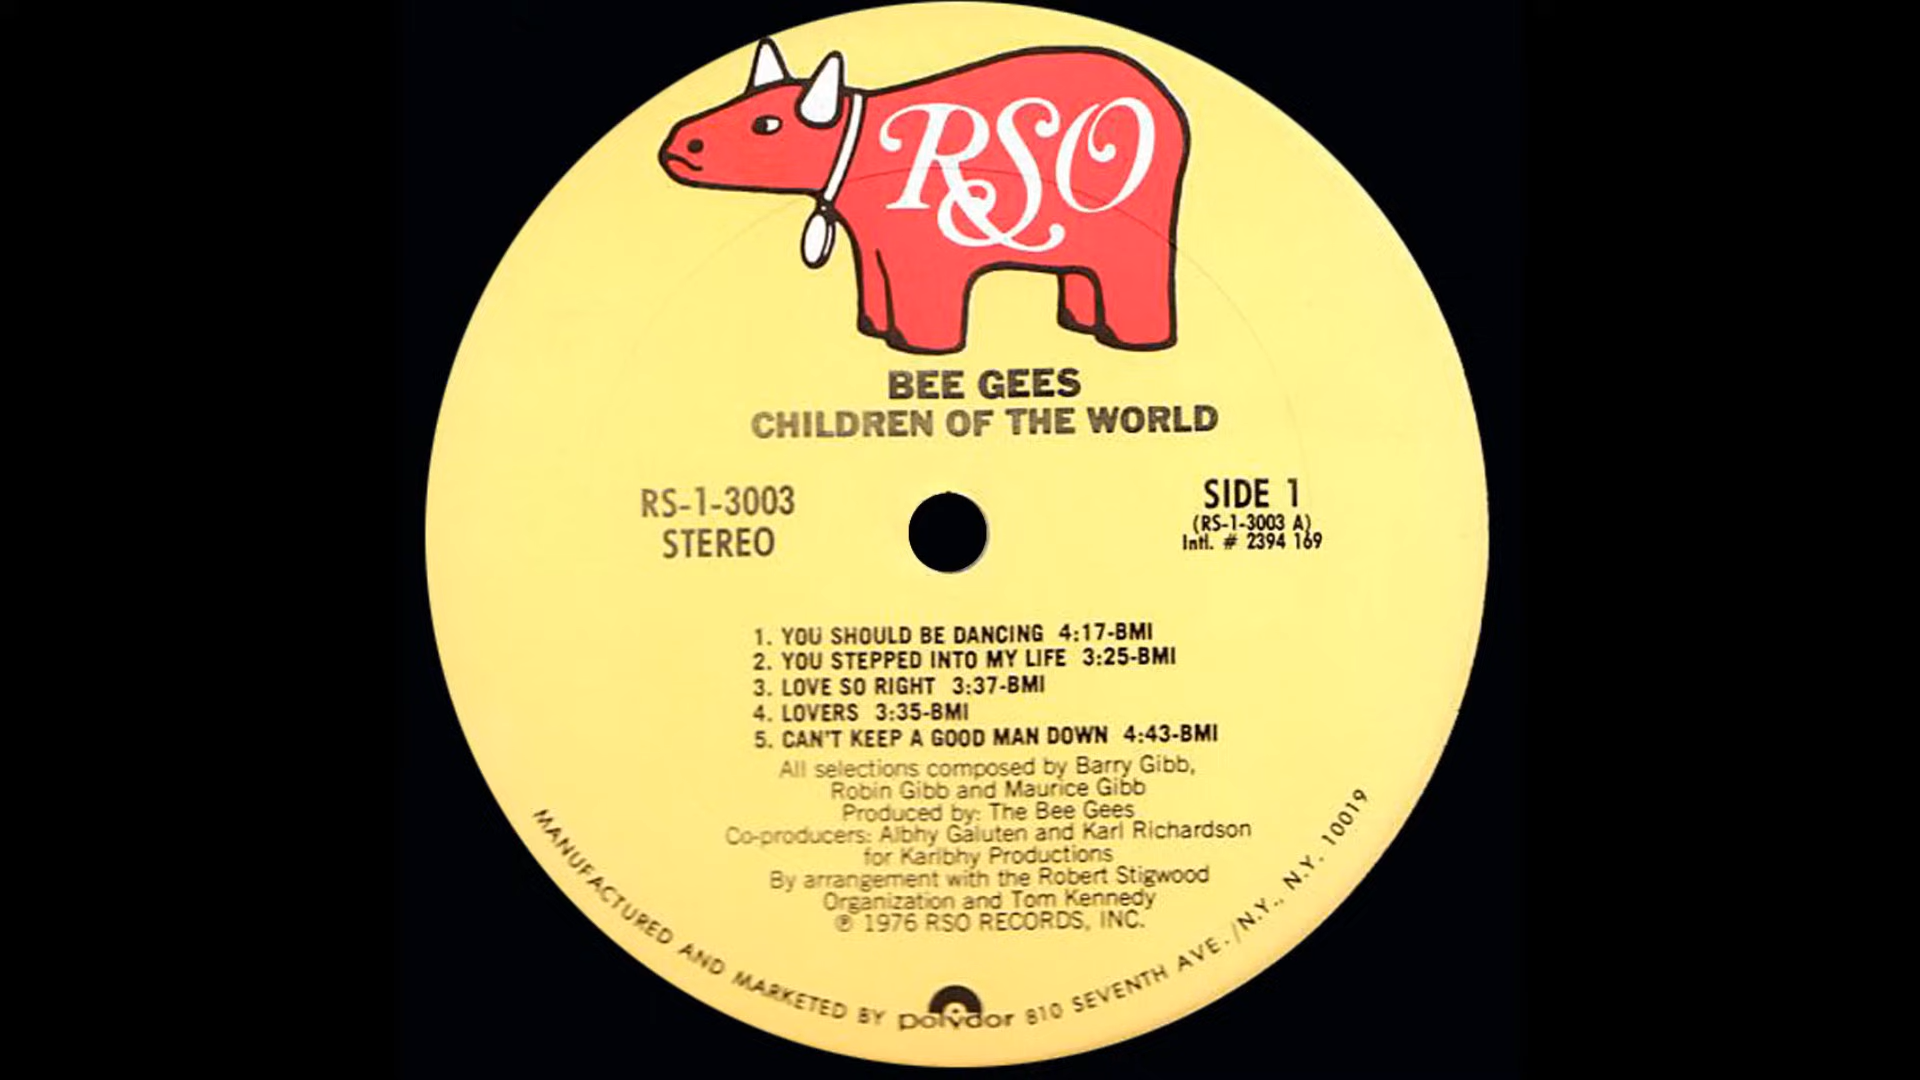 RSO
BEE GEES
CHILDREN OF THE WORLD
RS-1-3003
STEREO
SIDE 1
(RS-1-3003 A)
Intl. # 2394 169
1. YOU SHOULD BE DANCING 4:17-BMI
2. YOU STEPPED INTO MY LIFE 3:25-BMI
3. LOVE SO RIGHT 3:37-BMI
4. LOVERS 3:35-BMI
5. CAN'T KEEP A GOOD MAN DOWN 4:43-BMI
All selections composed by Barry Gibb,
Robin Gibb and Maurice Gibb
Produced by: The Bee Gees
Co-producers: Albhy Galuten and Karl Richardson
for Karlbhy Productions
By arrangement with the Robert Stigwood
Organization and Tom Kennedy
℗ 1976 RSO RECORDS, INC.
MANUFACTURED AND MARKETED BY polydor 810 SEVENTH AVE./N.Y., N.Y. 10019